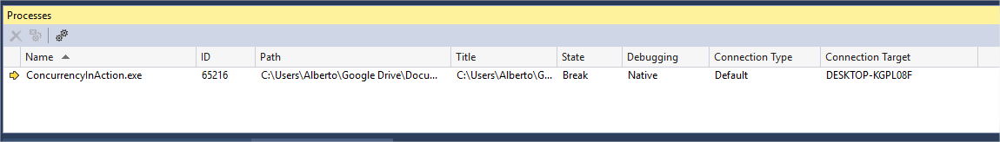 Processes
Name ID Path Title State Debugging Connection Type Connection Target
ConcurrencyInAction.exe 65216 C:\Users\Alberto\Google Drive\Docu... C:\Users\Alberto\G... Break Native Default DESKTOP-KGPL08F